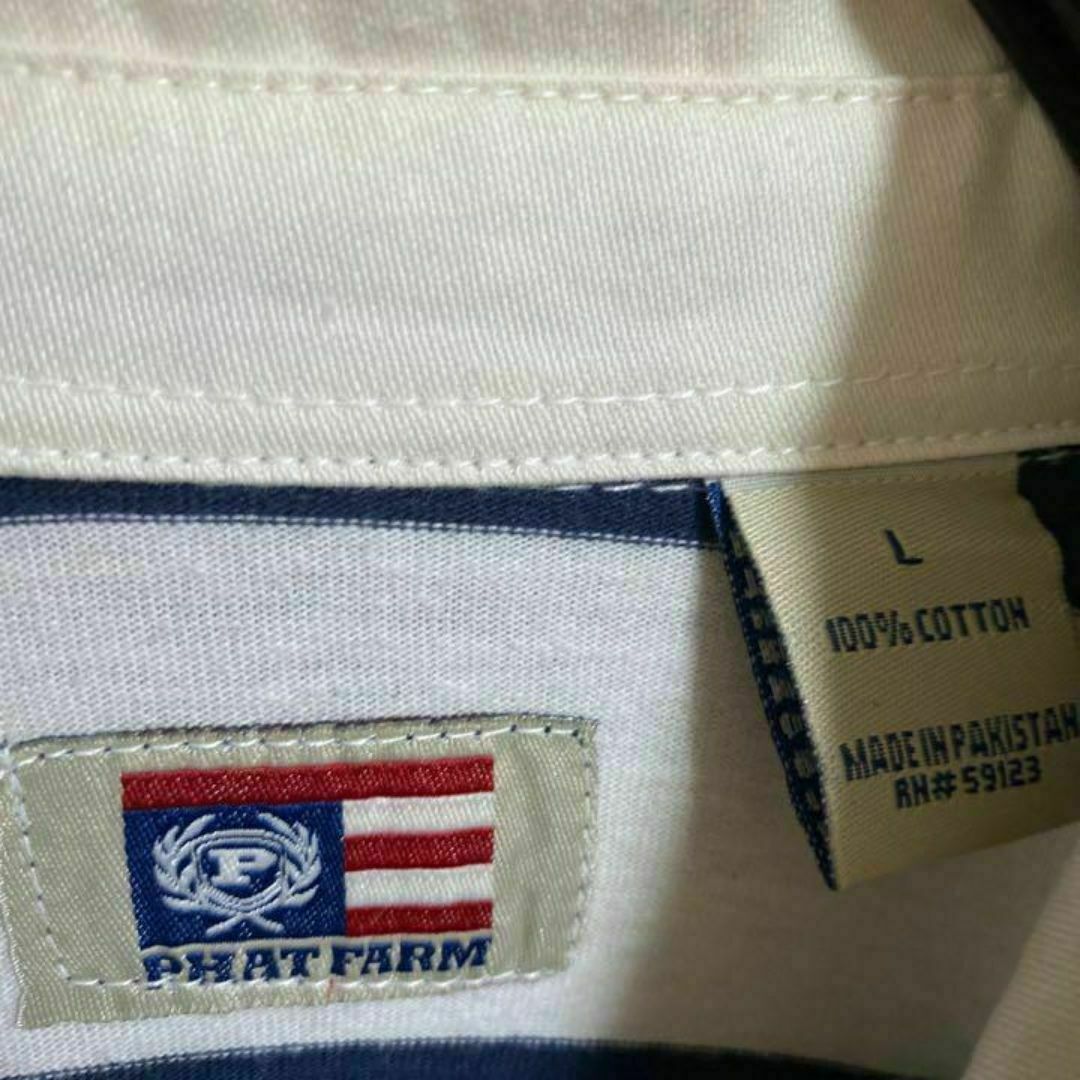 L
100% COTTON
MADE IN PAKISTAN
RN# 59123
P
PHAT FARM